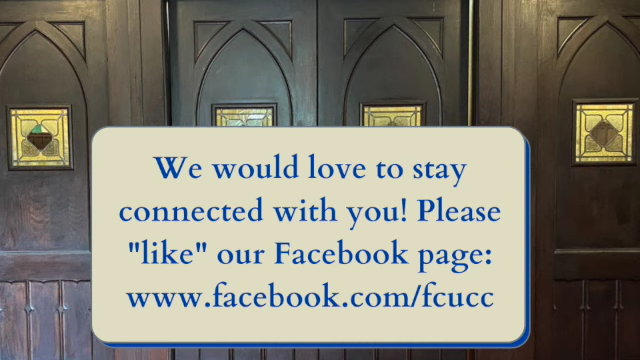 We would love to stay
connected with you! Please
"like" our Facebook page:
www.facebook.com/fcucc